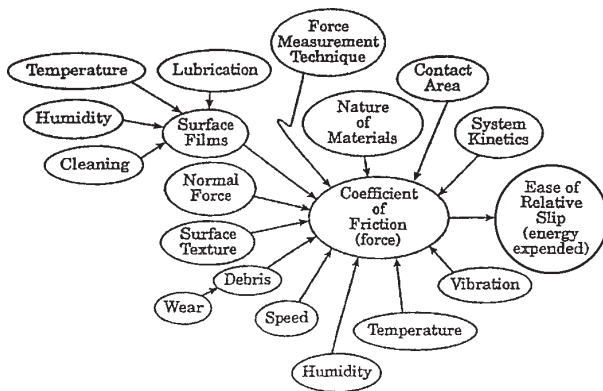 Force
Measurement
Technique
Temperature
Lubrication
Contact
Area
Humidity
Surface
Films
Nature
of
Materials
System
Kinetics
Cleaning
Normal
Force
Coefficient
of
Friction
(force)
Ease of
Relative
Slip
(energy
expended)
Surface
Texture
Debris
Wear
Speed
Vibration
Temperature
Humidity